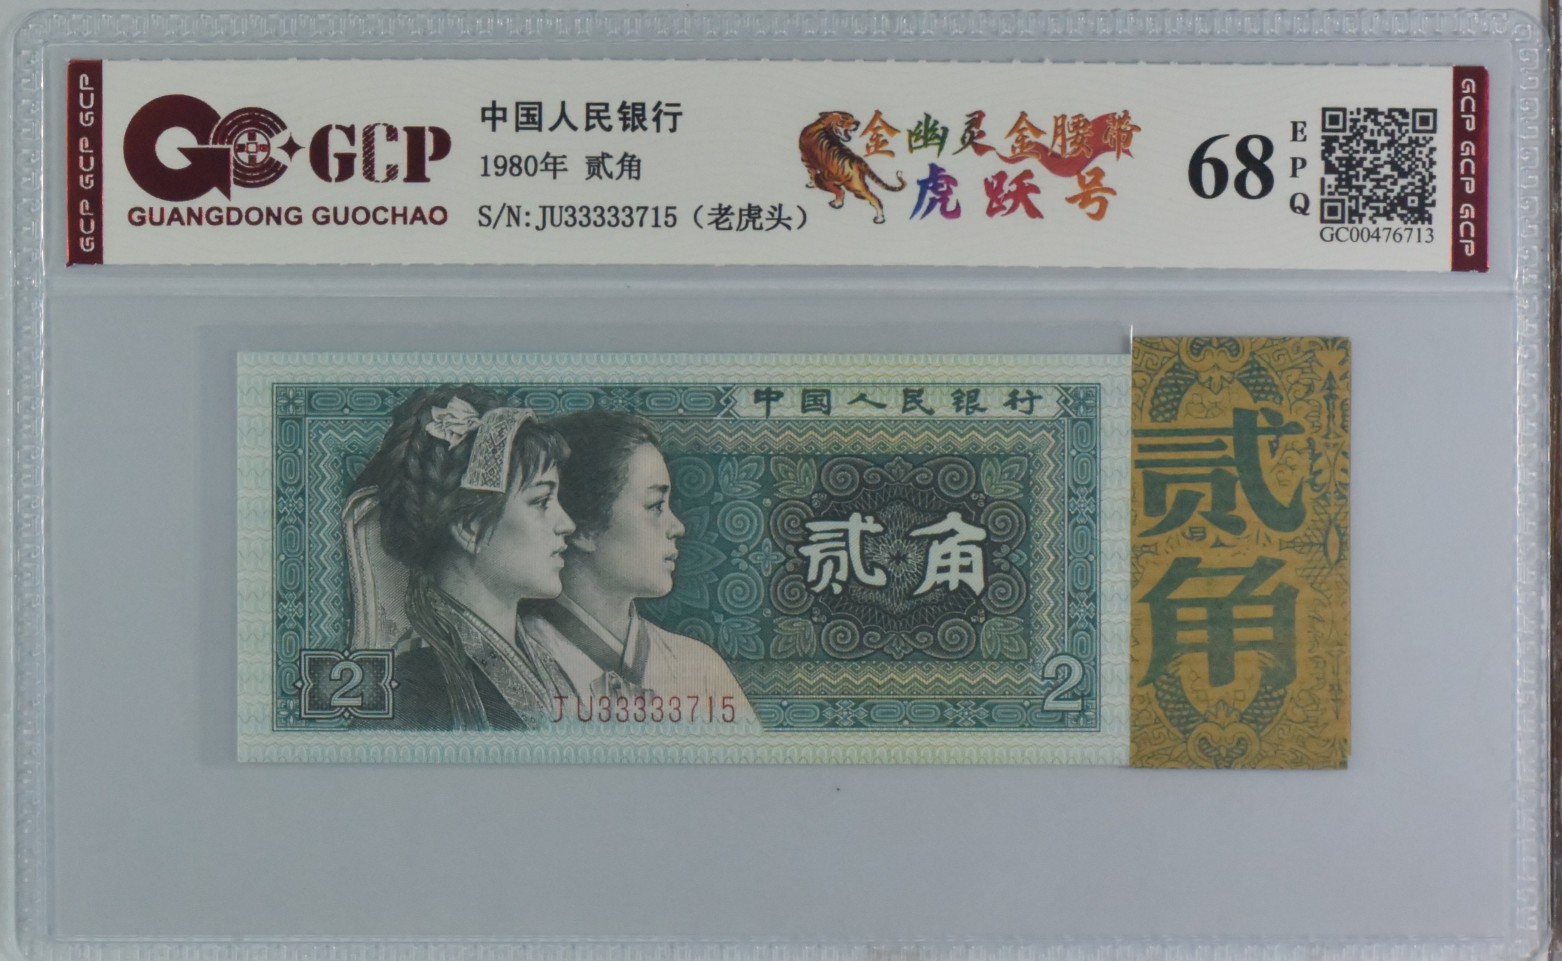 GCP GCP GCP
GCP
GUANGDONG GUOCHAO
中国人民银行
1980年 贰角
S/N:JU33333715（老虎头）
金幽灵金腰带
虎跃号
68
EPQ
GC00476713
GCP GCP GCP
中国人民银行
贰角
2
JU33333715
2
贰角